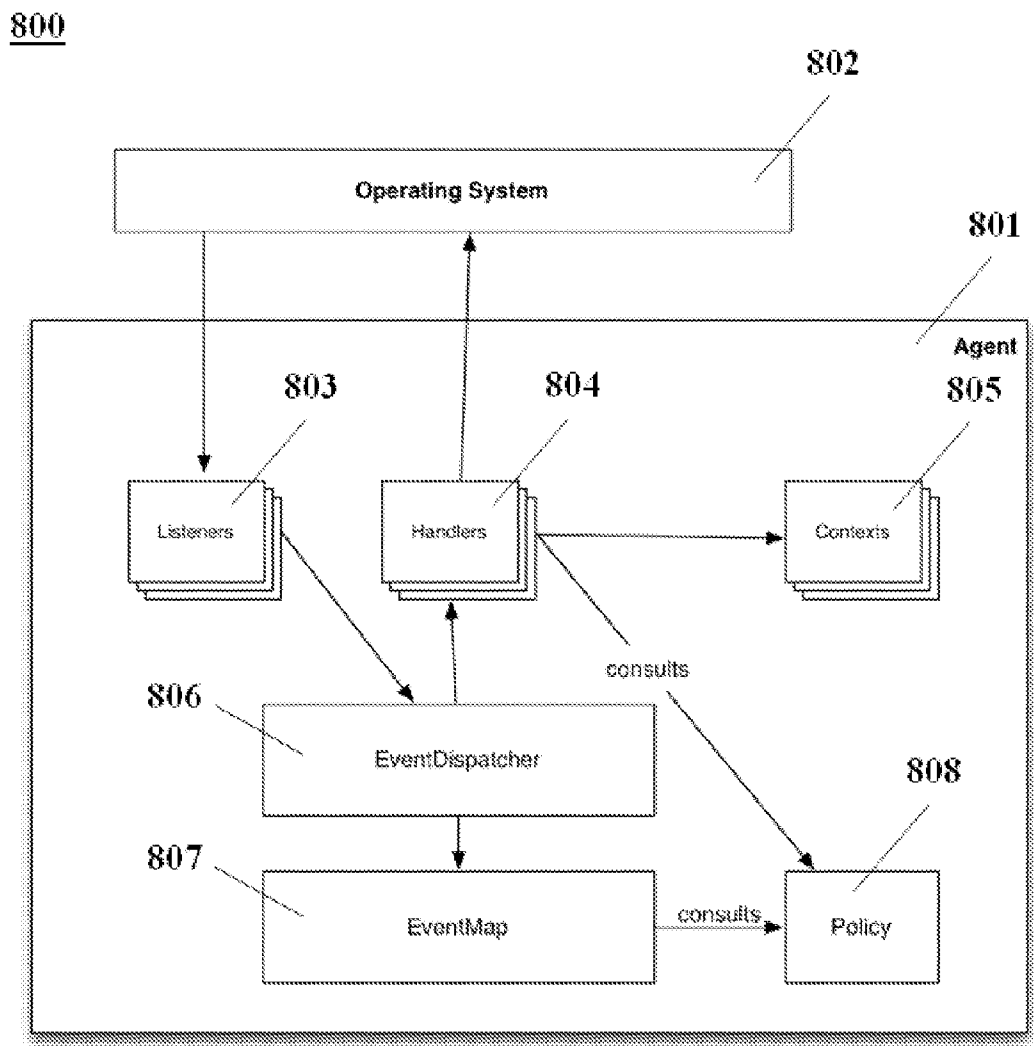 800
802
Operating System
801
Agent
803
804
805
Listeners
Handlers
Contexts
consults
806
EventDispatcher
808
807
EventMap
consults
Policy